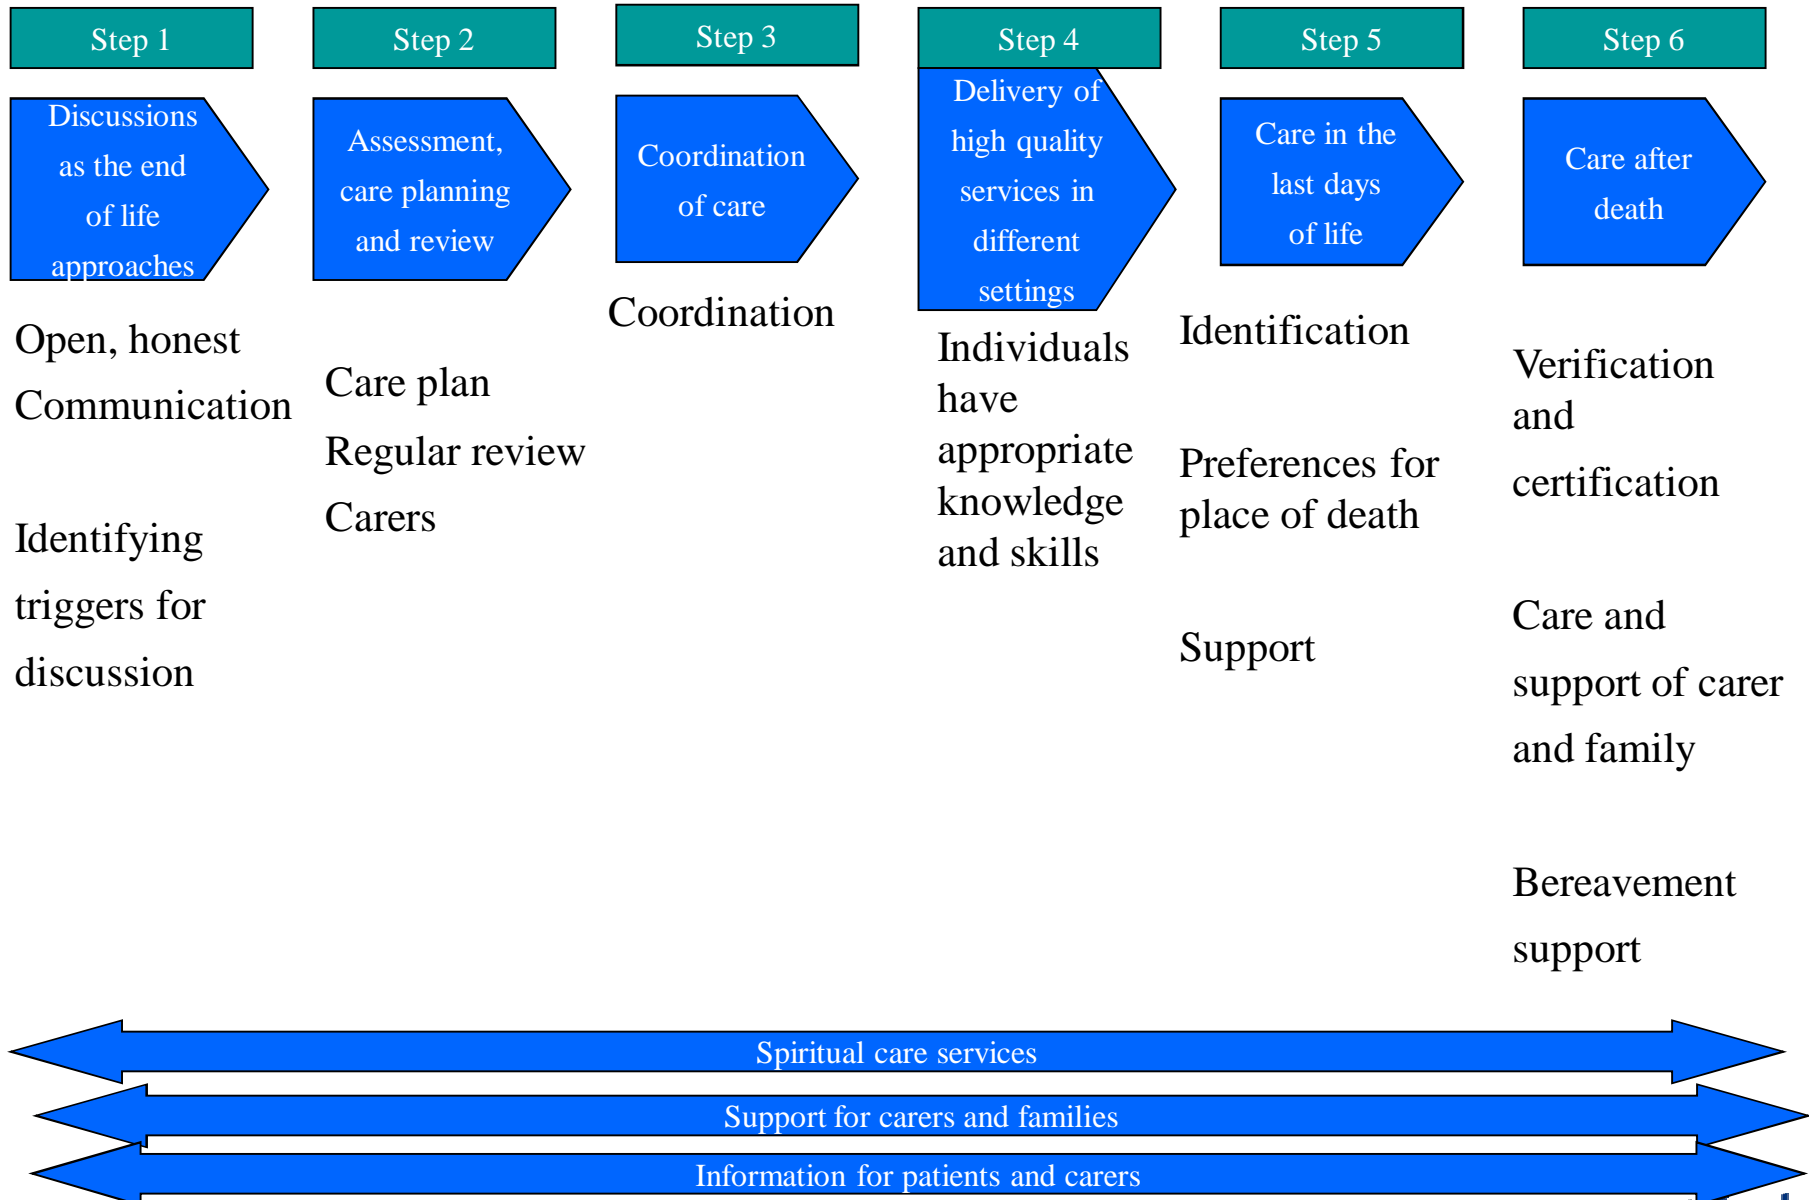 Step 1
Step 2
Step 3
Step 4
Step 5
Step 6
Discussions
as the end
of life
approaches
Assessment,
care planning
and review
Coordination
of care
Delivery of
high quality
services in
different
settings
Care in the
last days
of life
Care after
death
Open, honest
Communication
Identifying
triggers for
discussion
Care plan
Regular review
Carers
Coordination
Individuals
have
appropriate
knowledge
and skills
Identification
Preferences for
place of death
Support
Verification
and
certification
Care and
support of carer
and family
Bereavement
support
Spiritual care services
Support for carers and families
Information for patients and carers